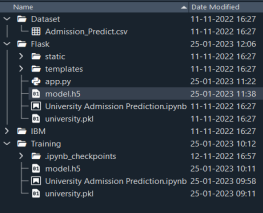 Name Date Modified
Dataset 11-11-2022 16:27
Admission_Predict.csv 11-11-2022 16:27
Flask 25-01-2023 12:06
static 11-11-2022 16:27
templates 11-11-2022 16:27
app.py 25-01-2023 11:22
model.h5 25-01-2023 11:38
University Admission Prediction.ipynb 11-11-2022 16:27
university.pkl 11-11-2022 16:27
IBM 11-11-2022 16:27
Training 25-01-2023 10:12
.ipynb_checkpoints 12-11-2022 16:57
model.h5 25-01-2023 10:11
University Admission Prediction.ipynb 25-01-2023 09:58
university.pkl 25-01-2023 09:11